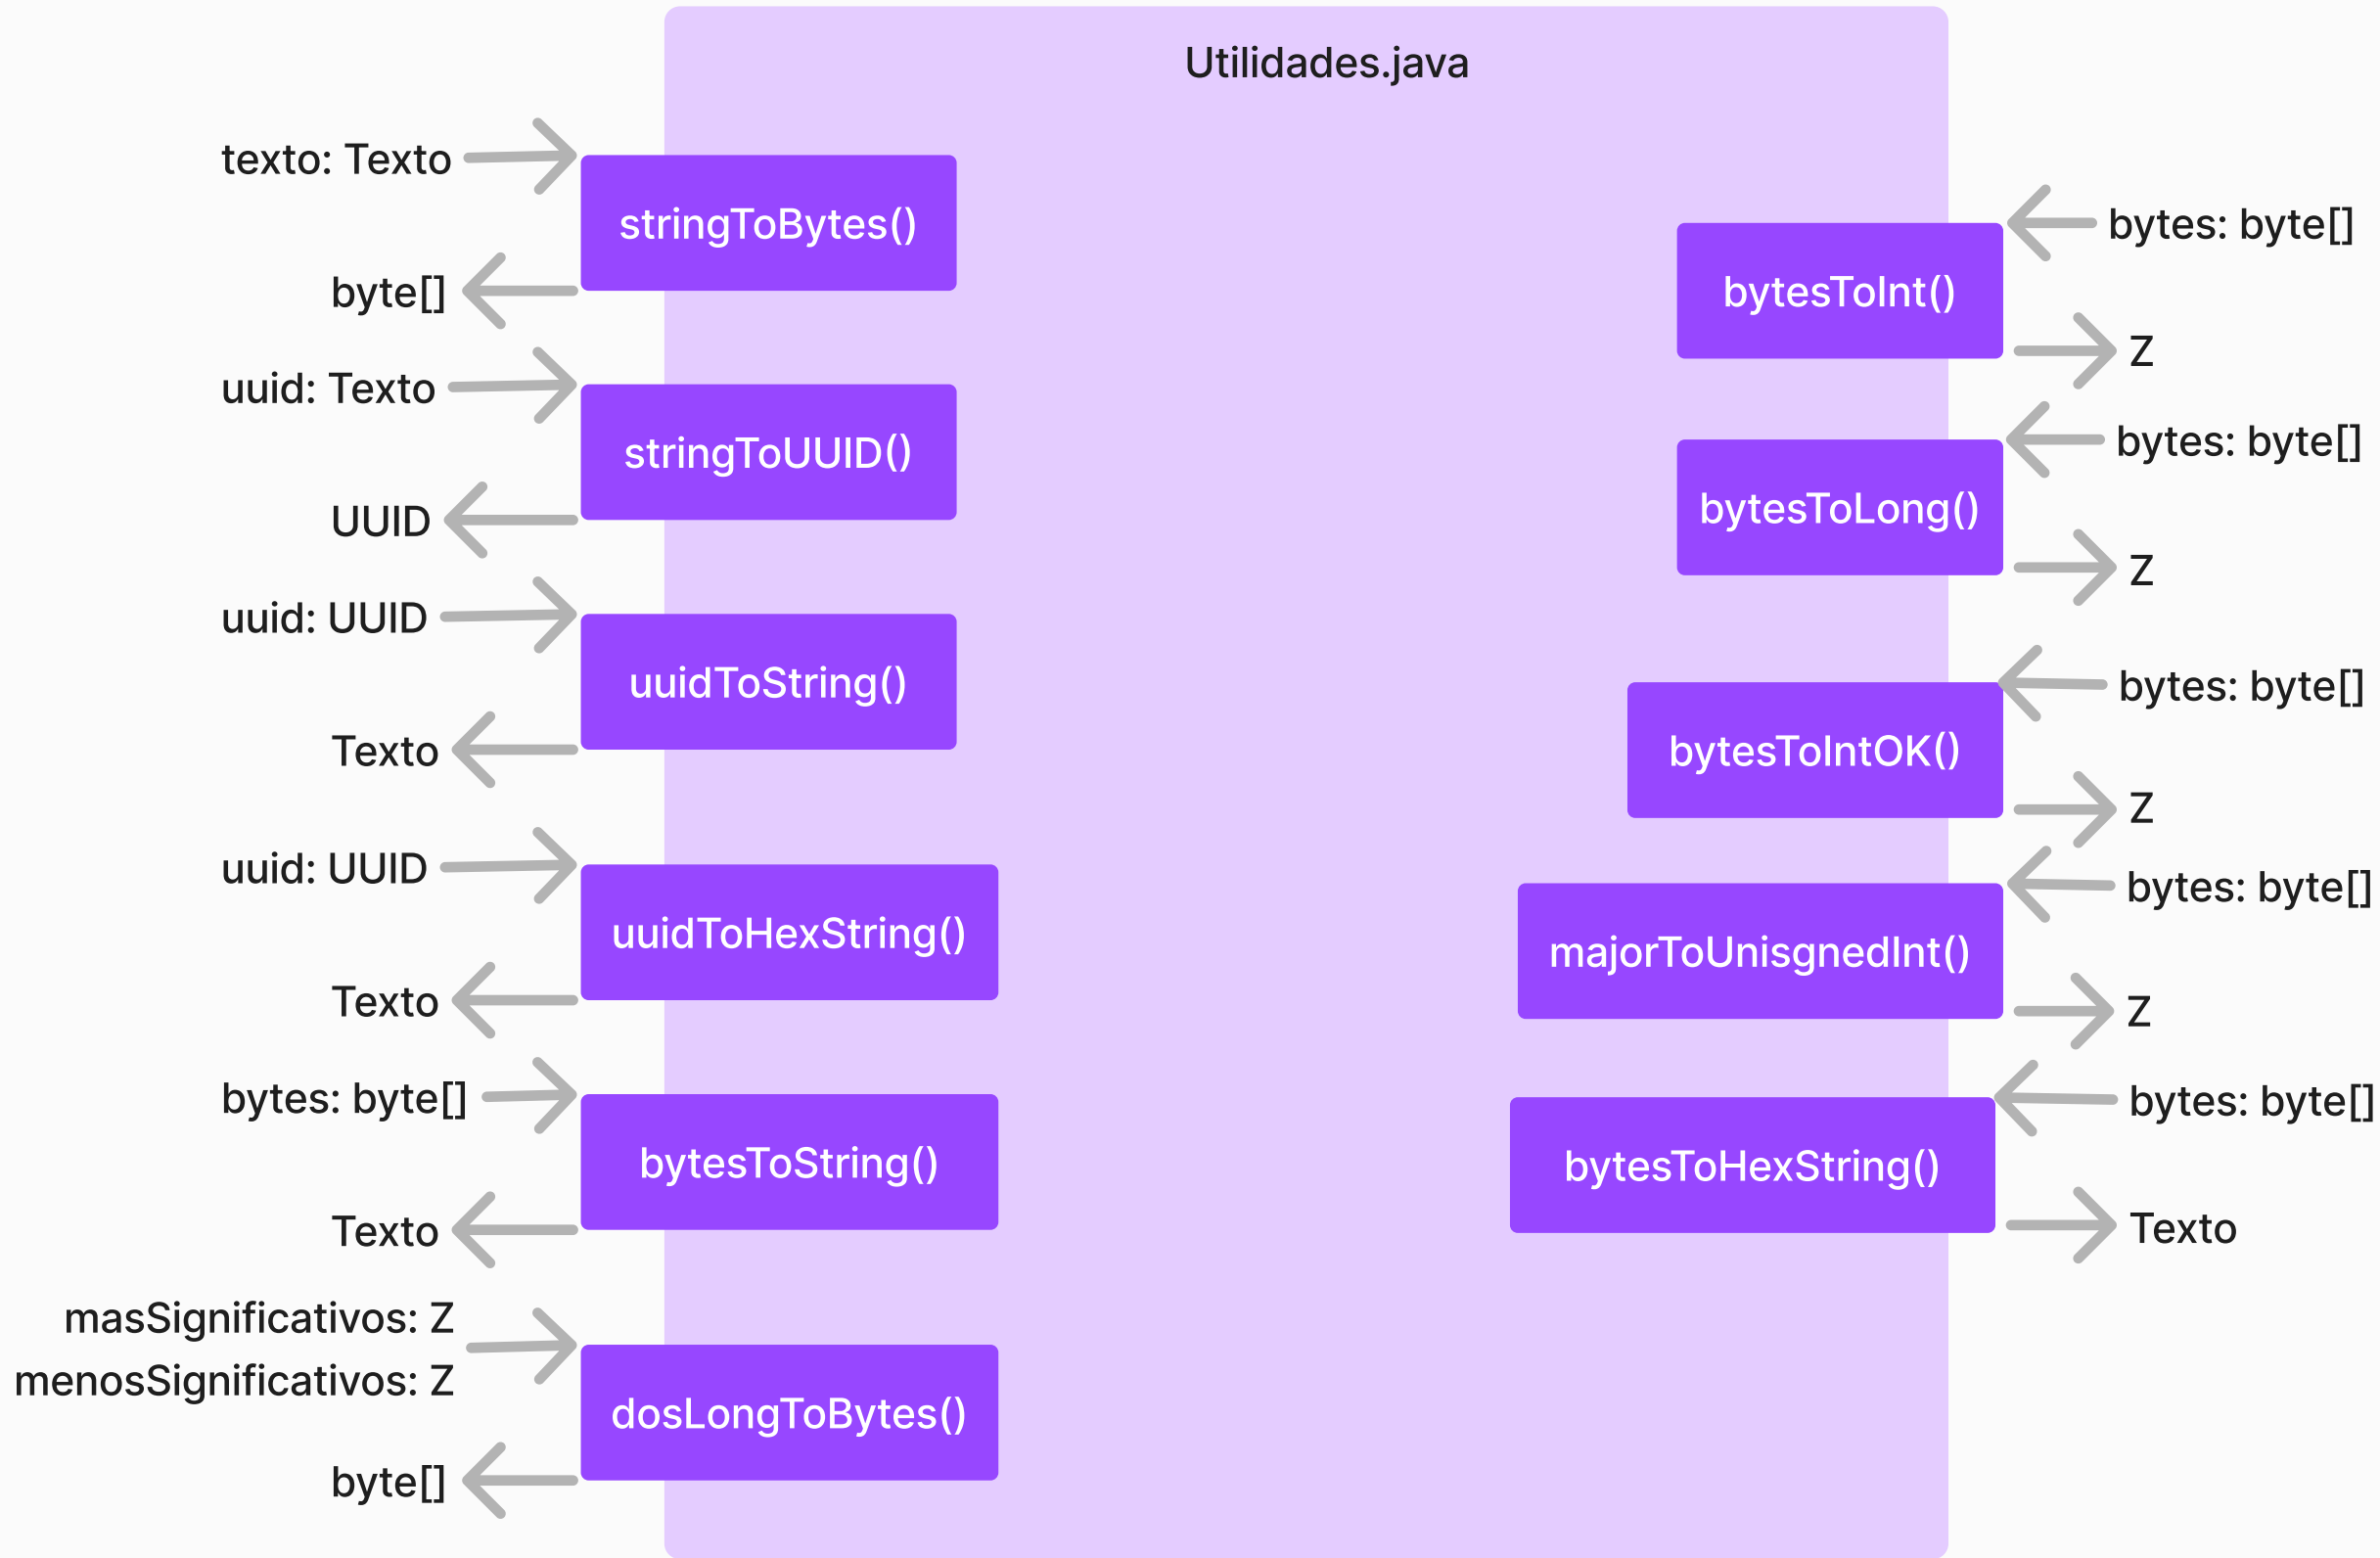 Utilidades.java
texto: Texto
stringToBytes()
byte[]
uuid: Texto
stringToUUID()
UUID
uuid: UUID
uuidToString()
Texto
uuid: UUID
uuidToHexString()
Texto
bytes: byte[]
bytesToString()
Texto
masSignificativos: Z
menosSignificativos: Z
dosLongToBytes()
byte[]
bytes: byte[]
bytesToInt()
Z
bytes: byte[]
bytesToLong()
Z
bytes: byte[]
bytesToIntOK()
Z
bytes: byte[]
majorToUnisgnedInt()
Z
bytes: byte[]
bytesToHexString()
Texto